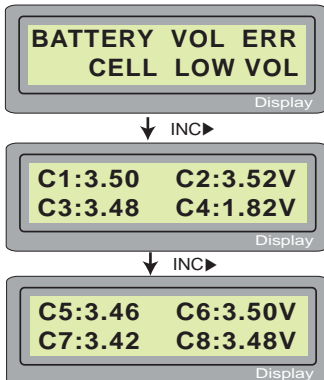 BATTERY VOL ERR
CELL LOW VOL
Display
INC▶
C1:3.50 C2:3.52V
C3:3.48 C4:1.82V
Display
INC▶
C5:3.46 C6:3.50V
C7:3.42 C8:3.48V
Display